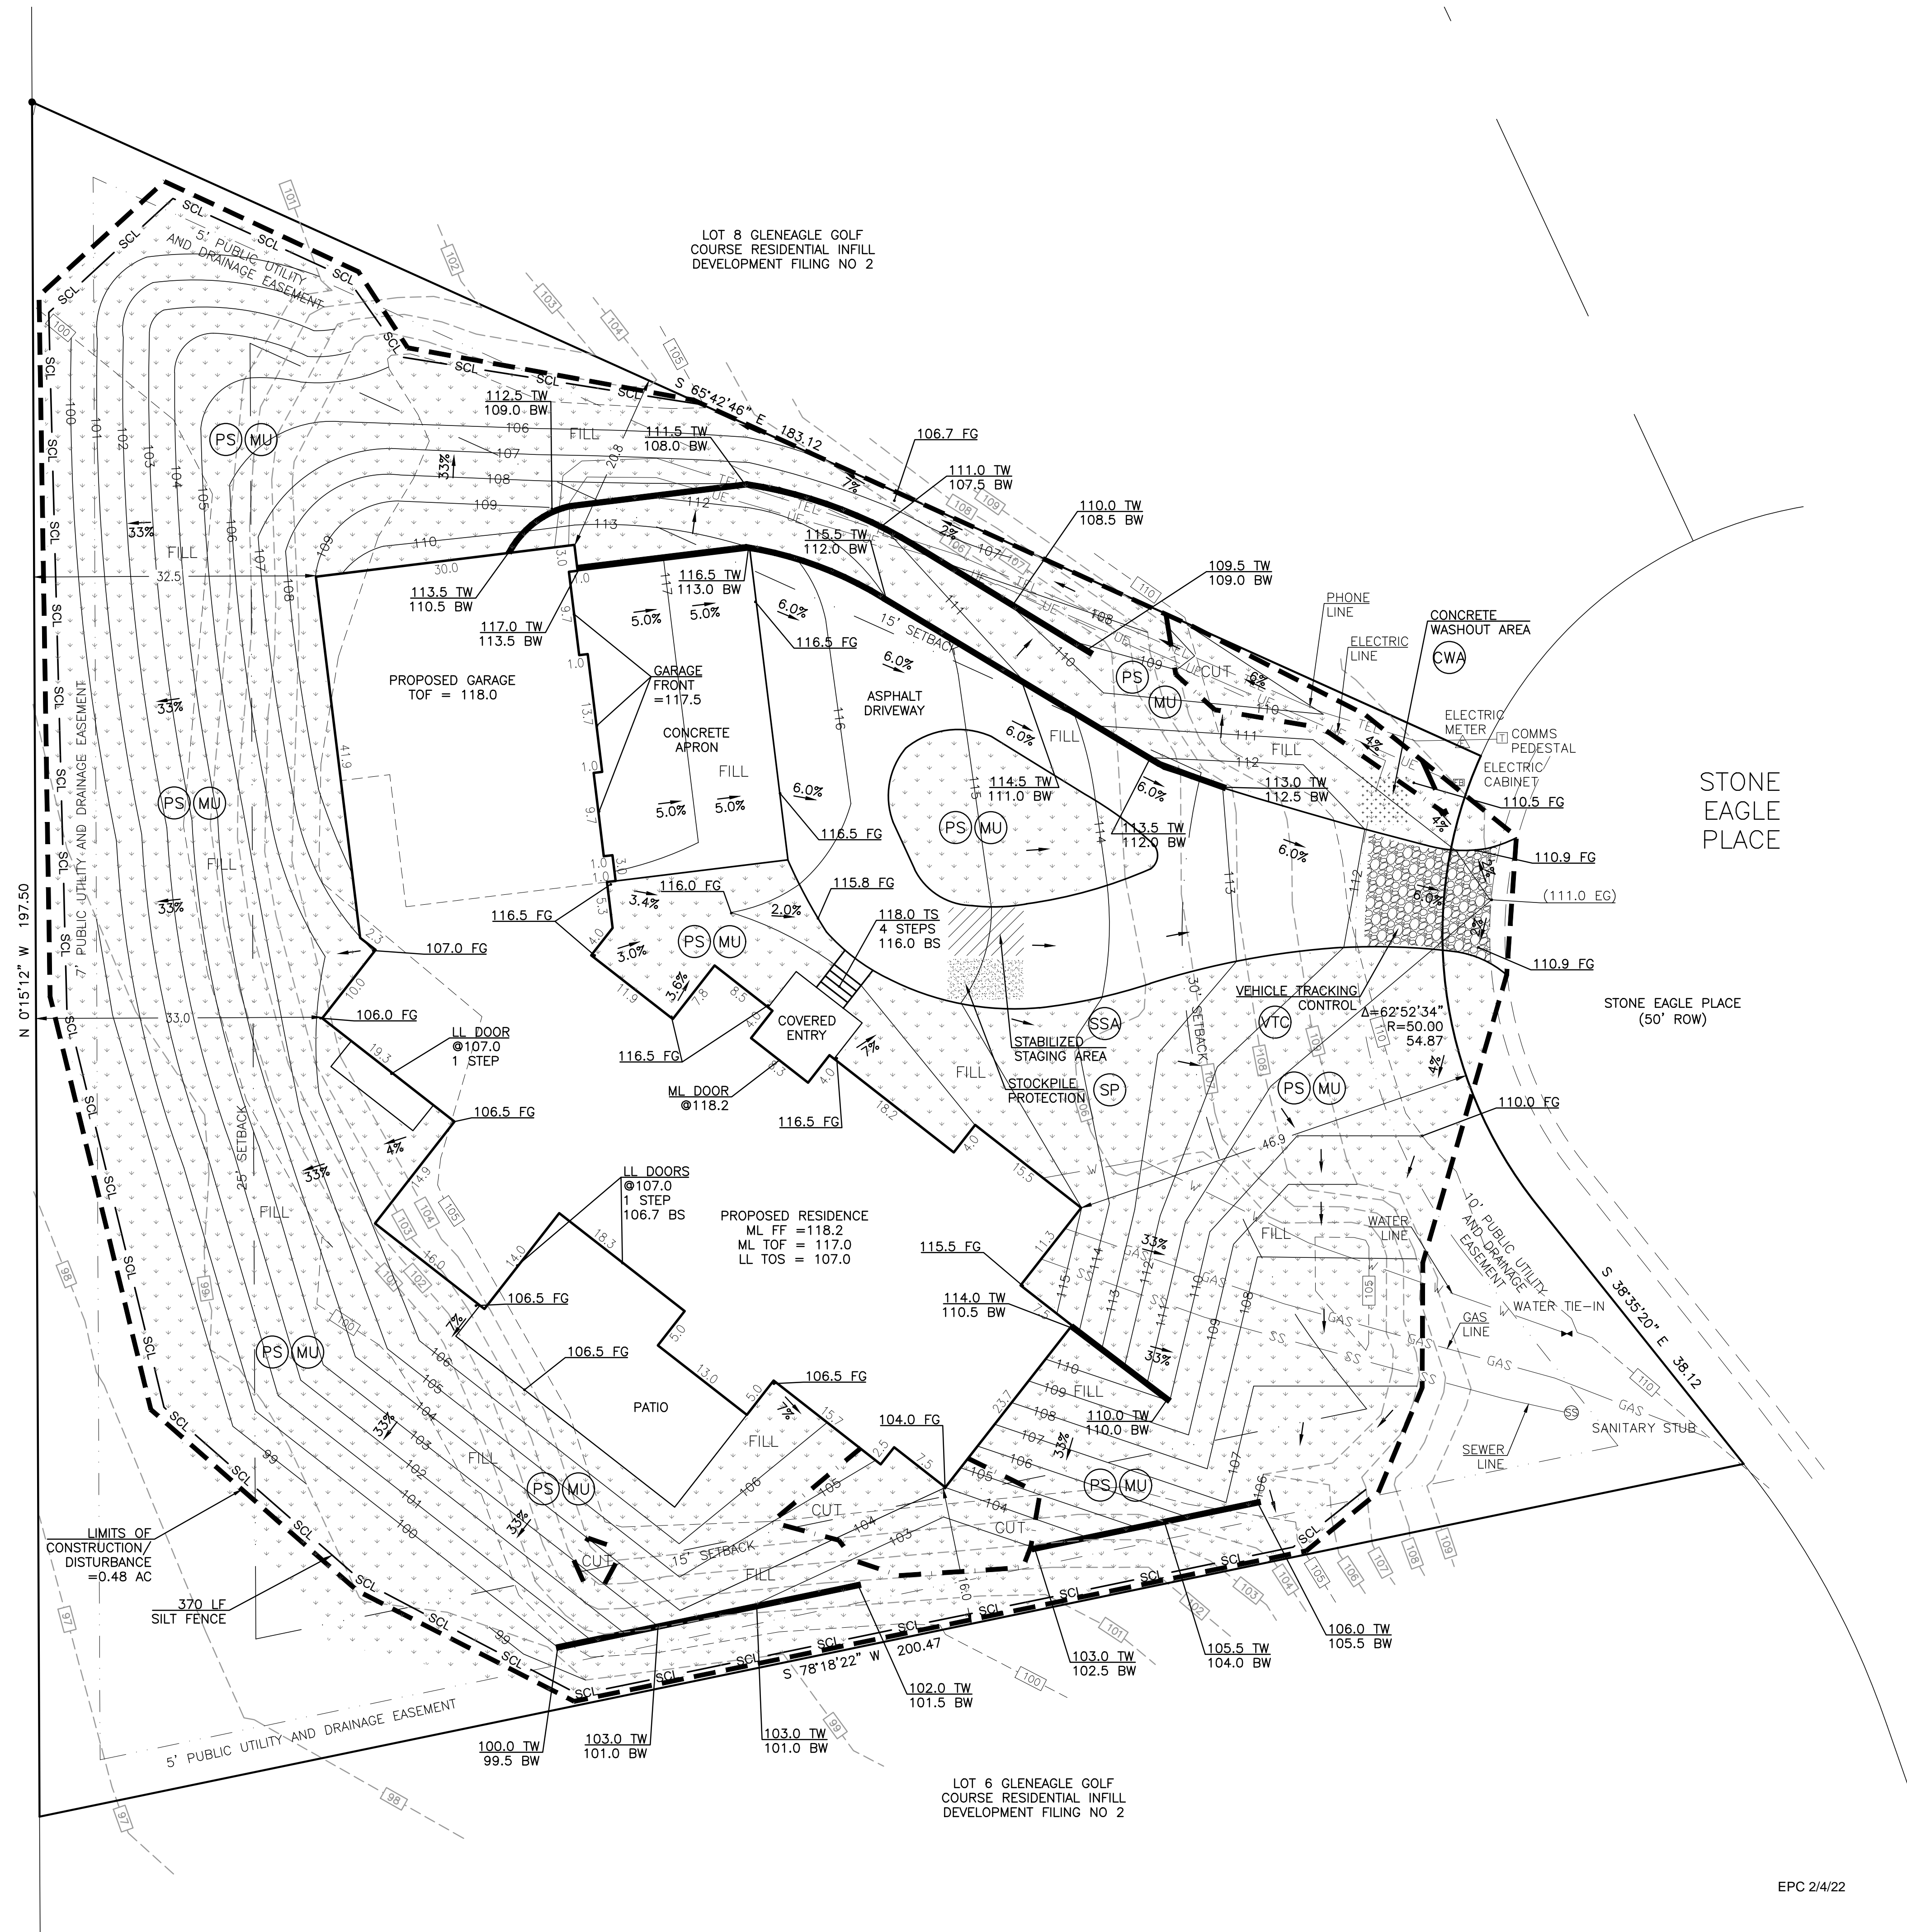 LOT 8 GLENEAGLE GOLF
COURSE RESIDENTIAL INFILL
DEVELOPMENT FILING NO 2
5' PUBLIC UTILITY
AND DRAINAGE EASEMENT
S 65°42'46" E 183.12
N 0°15'12" W 197.50
7' PUBLIC UTILITY AND DRAINAGE EASEMENT
25' SETBACK
112.5 TW
109.0 BW
111.5 TW
108.0 BW
106.7 FG
111.0 TW
107.5 BW
110.0 TW
108.5 BW
109.5 TW
109.0 BW
115.5 TW
112.0 BW
116.5 TW
113.0 BW
113.5 TW
110.5 BW
117.0 TW
113.5 BW
116.5 FG
15' SETBACK
PHONE
LINE
ELECTRIC
LINE
CONCRETE
WASHOUT AREA
CWA
PROPOSED GARAGE
TOF = 118.0
GARAGE
FRONT
=117.5
CONCRETE
APRON
ASPHALT
DRIVEWAY
FILL
CUT
PS MU
ELECTRIC
METER
COMMS
PEDESTAL
ELECTRIC
CABINET
STONE
EAGLE
PLACE
114.5 TW
111.0 BW
113.0 TW
112.5 BW
113.5 TW
112.0 BW
110.5 FG
110.9 FG
(111.0 EG)
110.9 FG
116.5 FG
116.0 FG
115.8 FG
118.0 TS
4 STEPS
116.0 BS
116.5 FG
107.0 FG
106.0 FG
LL DOOR
@107.0
1 STEP
106.5 FG
COVERED
ENTRY
116.5 FG
ML DOOR
@118.2
116.5 FG
STABILIZED
STAGING AREA
SSA
STOCKPILE
PROTECTION
SP
VEHICLE TRACKING
CONTROL
VTC
30' SETBACK
Δ=62°52'34"
R=50.00
54.87
STONE EAGLE PLACE
(50' ROW)
110.0 FG
LL DOORS
@107.0
1 STEP
106.7 BS
PROPOSED RESIDENCE
ML FF =118.2
ML TOF = 117.0
LL TOS = 107.0
115.5 FG
114.0 TW
110.5 BW
WATER
LINE
10' PUBLIC UTILITY
AND DRAINAGE
EASEMENT
WATER TIE-IN
GAS
LINE
S 38°35'20" E 38.12
SANITARY STUB
SEWER
LINE
106.5 FG
106.5 FG
106.5 FG
PATIO
104.0 FG
110.0 TW
110.0 BW
LIMITS OF
CONSTRUCTION/
DISTURBANCE
=0.48 AC
370 LF
SILT FENCE
15' SETBACK
S 78°18'22" W 200.47
5' PUBLIC UTILITY AND DRAINAGE EASEMENT
100.0 TW
99.5 BW
103.0 TW
101.0 BW
103.0 TW
101.0 BW
102.0 TW
101.5 BW
103.0 TW
102.5 BW
105.5 TW
104.0 BW
106.0 TW
105.5 BW
LOT 6 GLENEAGLE GOLF
COURSE RESIDENTIAL INFILL
DEVELOPMENT FILING NO 2
EPC 2/4/22